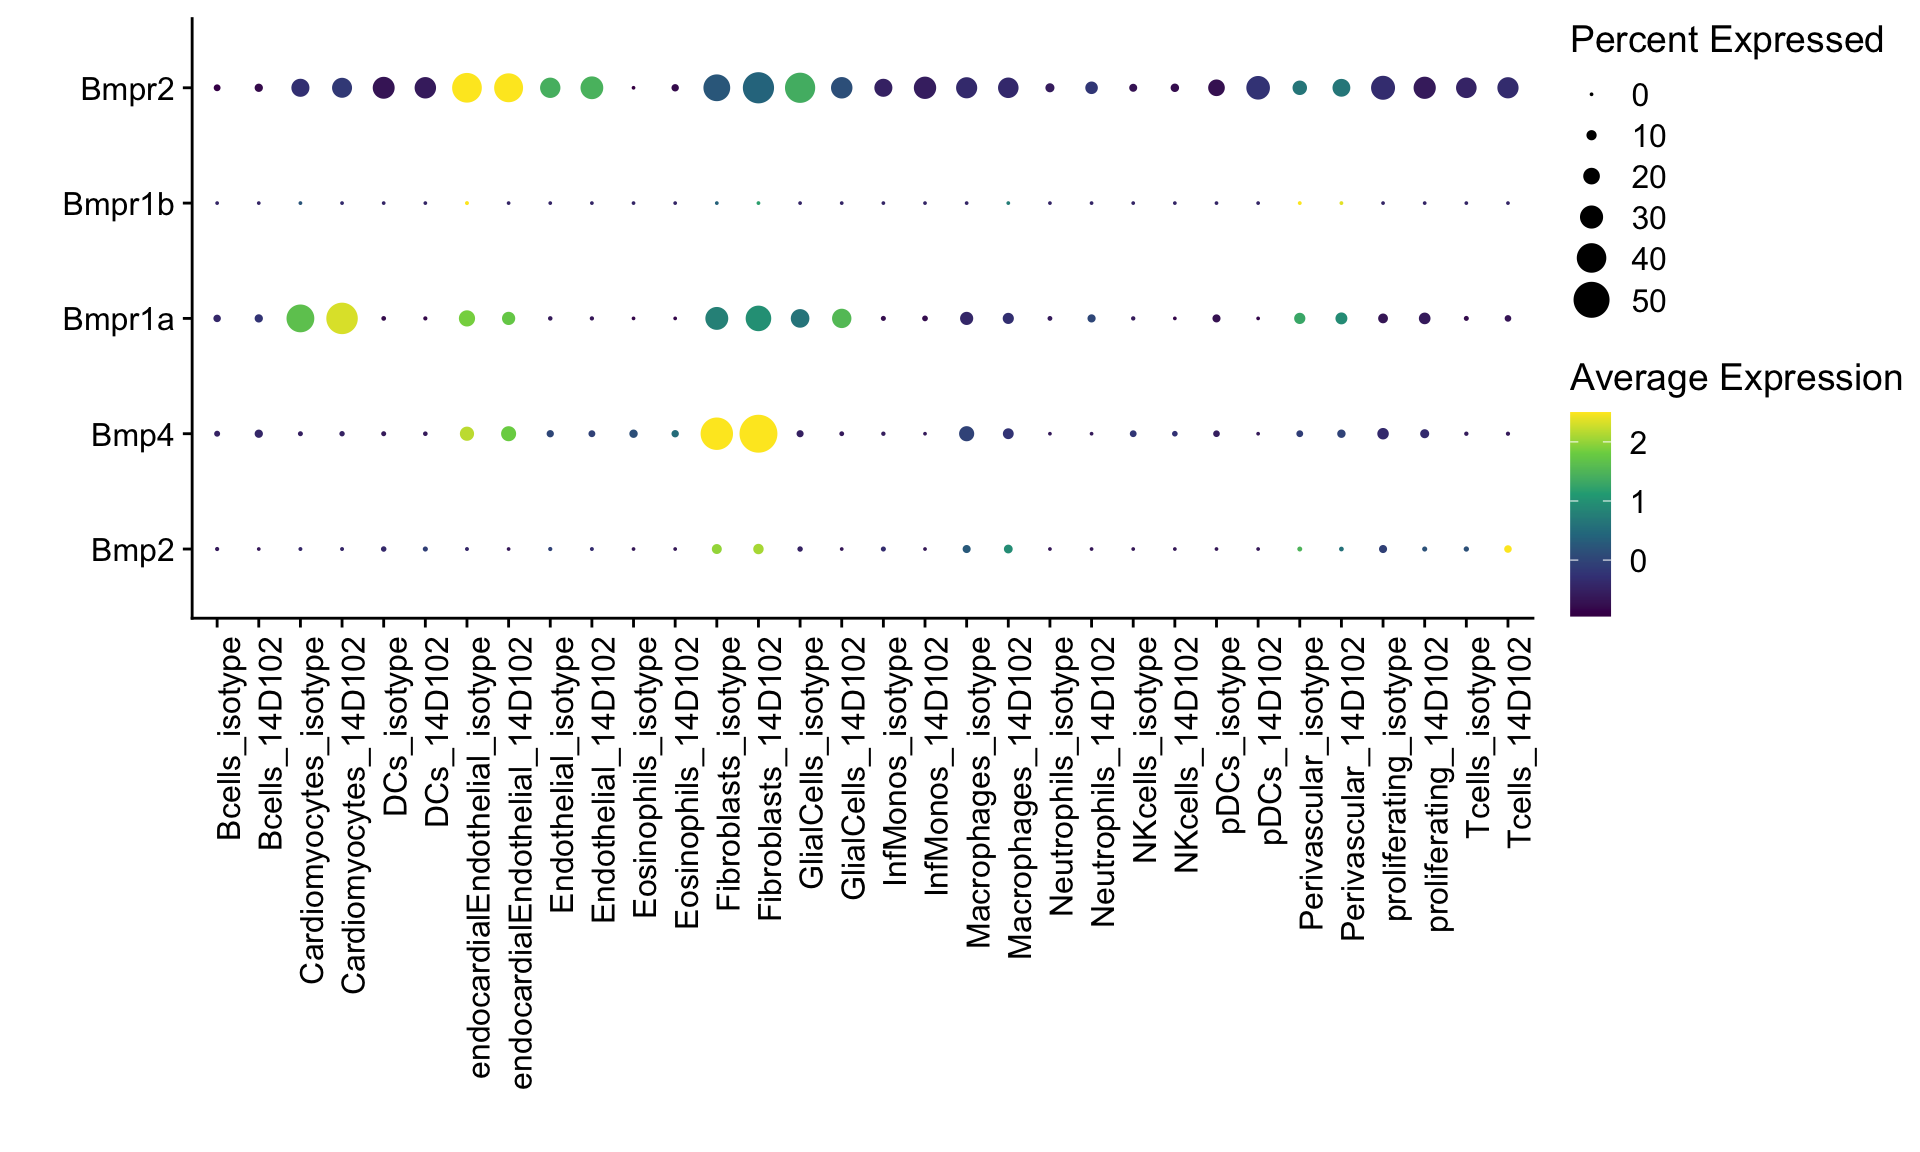 Bmpr2
Bmpr1b
Bmpr1a
Bmp4
Bmp2
Bcells_isotype
Bcells_14D102
Cardiomyocytes_isotype
Cardiomyocytes_14D102
DCs_isotype
DCs_14D102
endocardialEndothelial_isotype
endocardialEndothelial_14D102
Endothelial_isotype
Endothelial_14D102
Eosinophils_isotype
Eosinophils_14D102
Fibroblasts_isotype
Fibroblasts_14D102
GlialCells_isotype
GlialCells_14D102
InfMonos_isotype
InfMonos_14D102
Macrophages_isotype
Macrophages_14D102
Neutrophils_isotype
Neutrophils_14D102
NKcells_isotype
NKcells_14D102
pDCs_isotype
pDCs_14D102
Perivascular_isotype
Perivascular_14D102
proliferating_isotype
proliferating_14D102
Tcells_isotype
Tcells_14D102
Percent Expressed
0
10
20
30
40
50
Average Expression
2
1
0